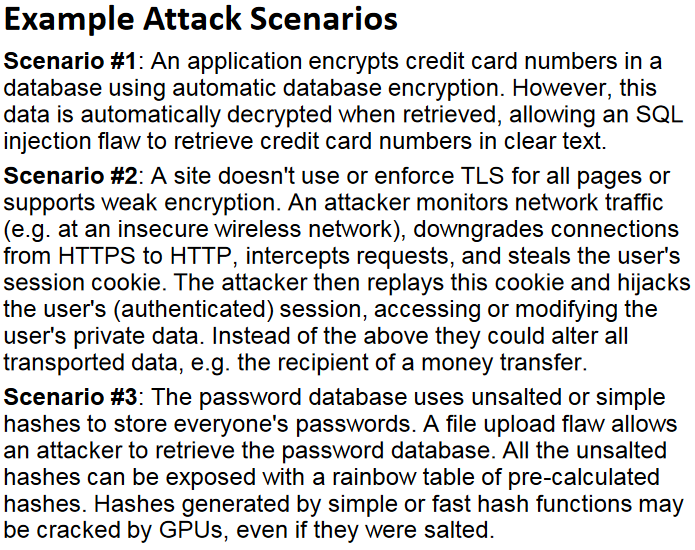 Example Attack Scenarios
Scenario #1: An application encrypts credit card numbers in a
database using automatic database encryption. However, this
data is automatically decrypted when retrieved, allowing an SQL
injection flaw to retrieve credit card numbers in clear text.
Scenario #2: A site doesn't use or enforce TLS for all pages or
supports weak encryption. An attacker monitors network traffic
(e.g. at an insecure wireless network), downgrades connections
from HTTPS to HTTP, intercepts requests, and steals the user's
session cookie. The attacker then replays this cookie and hijacks
the user's (authenticated) session, accessing or modifying the
user's private data. Instead of the above they could alter all
transported data, e.g. the recipient of a money transfer.
Scenario #3: The password database uses unsalted or simple
hashes to store everyone's passwords. A file upload flaw allows
an attacker to retrieve the password database. All the unsalted
hashes can be exposed with a rainbow table of pre-calculated
hashes. Hashes generated by simple or fast hash functions may
be cracked by GPUs, even if they were salted.